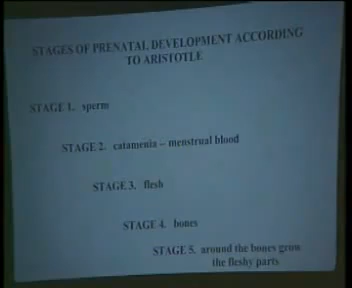 STAGES OF PRENATAL DEVELOPMENT ACCORDING
TO ARISTOTLE
STAGE 1. sperm
STAGE 2. catamenia – menstrual blood
STAGE 3. flesh
STAGE 4. bones
STAGE 5. around the bones grow
the fleshy parts